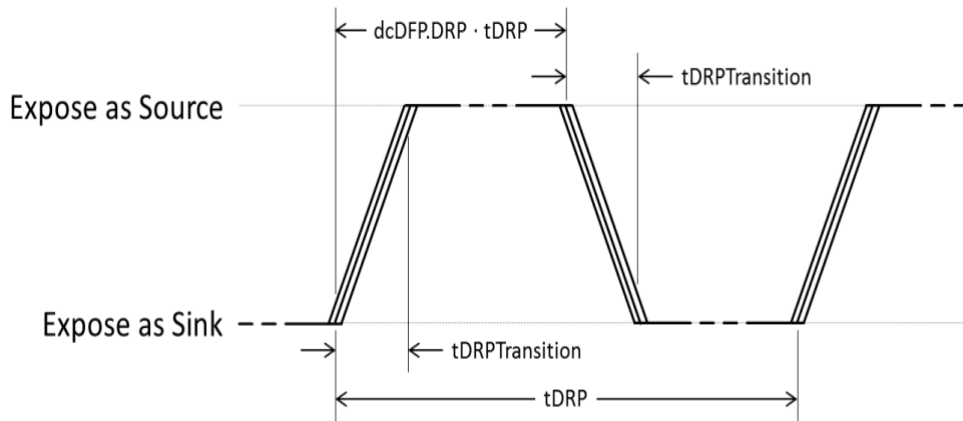 dcDFP.DRP · tDRP
tDRPTransition
Expose as Source
Expose as Sink
tDRPTransition
tDRP